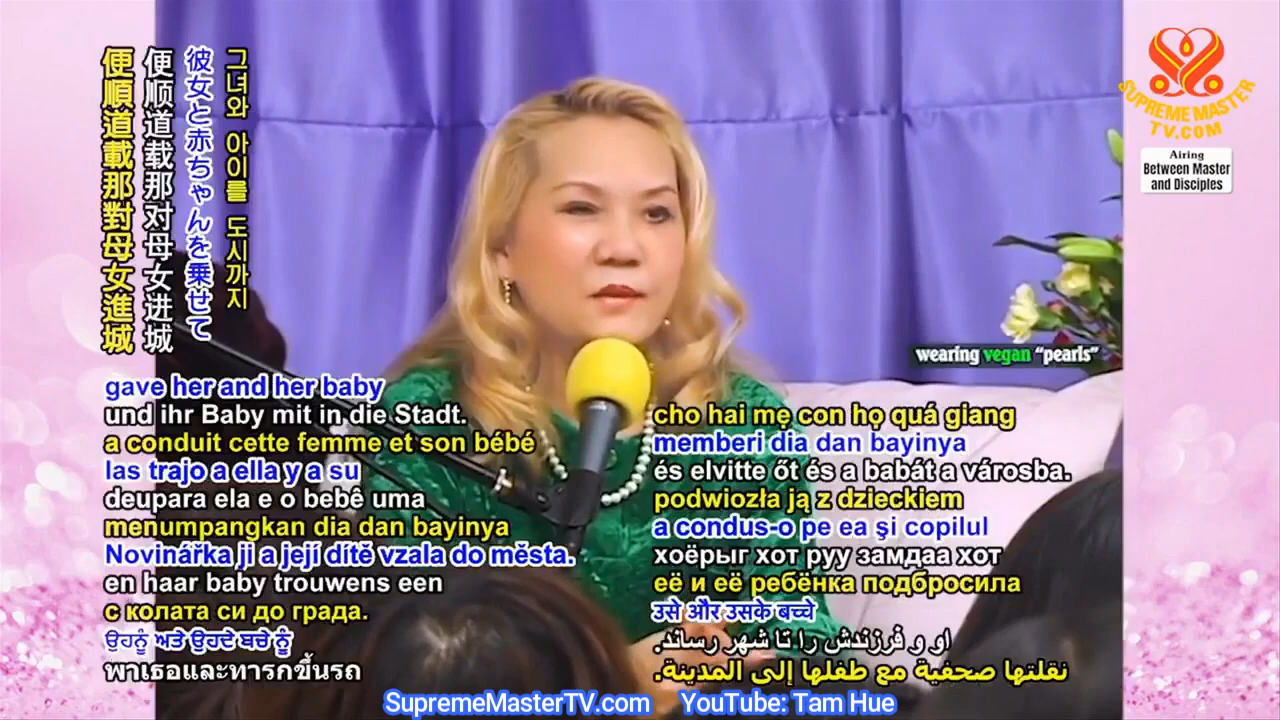 便順道載那對母女進城
便顺道载那对母女进城
彼女と赤ちゃんを乗せて
그녀와 아이를 도시까지
SUPREME MASTER
TV.COM
Airing
Between Master
and Disciples
wearing vegan “pearls”
gave her and her baby
und ihr Baby mit in die Stadt.
a conduit cette femme et son bébé
las trajo a ella y a su
deupara ela e o bebê uma
menumpangkan dia dan bayinya
Novinářka ji a její dítě vzala do města.
en haar baby trouwens een
с колата си до града.
ਉਹਨੂੰ ਅਤੇ ਉਹਦੇ ਬਚੇ ਨੂੰ
พาเธอและทารกขึ้นรถ
cho hai mẹ con họ quá giang
memberi dia dan bayinya
és elvitte őt és a babát a városba.
podwiozła ją z dzieckiem
a condus-o pe ea şi copilul
хоёрыг хот руу замдаа хот
её и её ребёнка подбросила
उसे और उसके बच्चे
او و فرزندش را تا شهر رساند.
نقلتها صحفية مع طفلها إلى المدينة.
SupremeMasterTV.com YouTube: Tam Hue